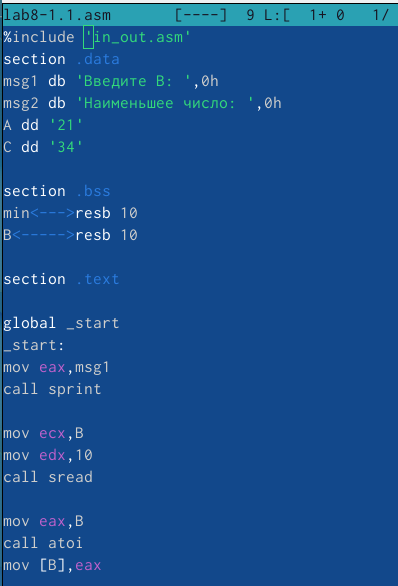 lab8-1.1.asm [----] 9 L:[ 1+ 0 1/
%include 'in_out.asm'
section .data
msg1 db 'Введите B: ',0h
msg2 db 'Наименьшее число: ',0h
A dd '21'
C dd '34'
section .bss
min<--->resb 10
B<----->resb 10
section .text
global _start
_start:
mov eax,msg1
call sprint
mov ecx,B
mov edx,10
call sread
mov eax,B
call atoi
mov [B],eax